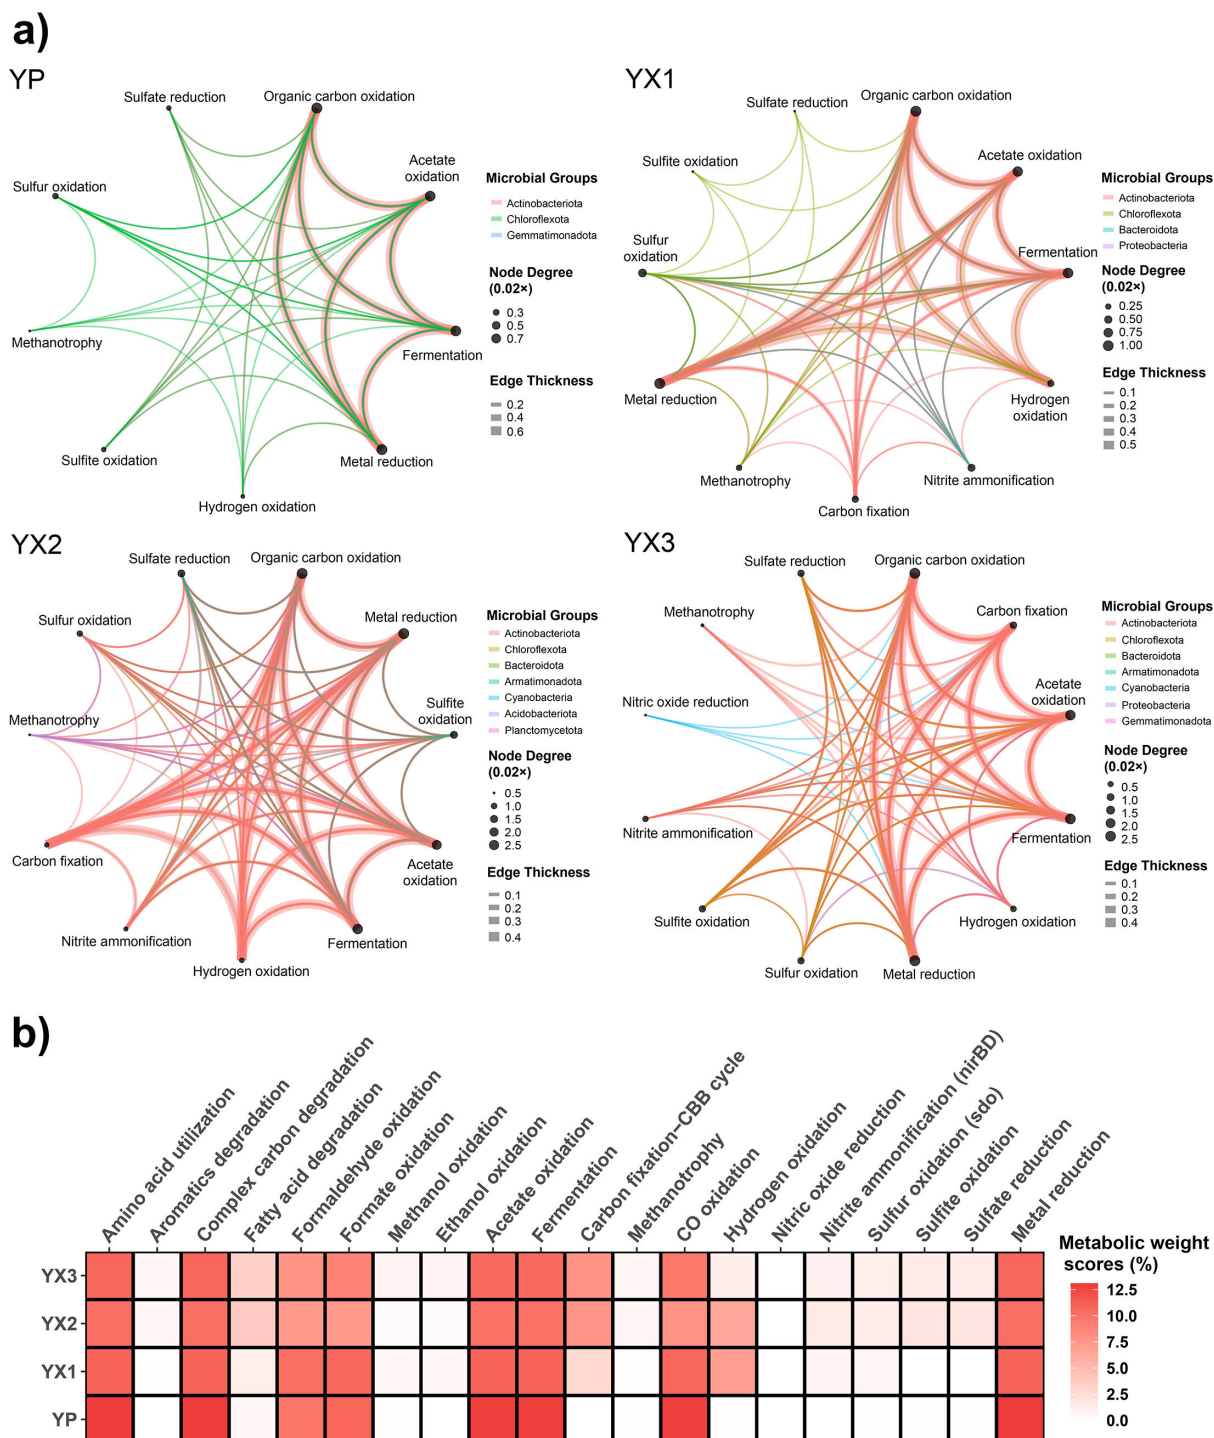 a)
YP
Sulfate reduction
Organic carbon oxidation
Acetate
oxidation
Sulfur oxidation
Methanotrophy
Fermentation
Sulfite oxidation
Metal reduction
Hydrogen oxidation
Microbial Groups
Actinobacteriota
Chloroflexota
Gemmatimonadota
Node Degree
(0.02×)
0.3
0.5
0.7
Edge Thickness
0.2
0.4
0.6
YX1
Organic carbon oxidation
Sulfate reduction
Acetate oxidation
Sulfite oxidation
Sulfur
oxidation
Fermentation
Metal reduction
Hydrogen
oxidation
Methanotrophy
Nitrite ammonification
Carbon fixation
Microbial Groups
Actinobacteriota
Chloroflexota
Bacteroidota
Proteobacteria
Node Degree
(0.02×)
0.25
0.50
0.75
1.00
Edge Thickness
0.1
0.2
0.3
0.4
0.5
YX2
Sulfate reduction
Organic carbon oxidation
Sulfur oxidation
Metal reduction
Sulfite
oxidation
Methanotrophy
Carbon fixation
Acetate
oxidation
Nitrite ammonification
Fermentation
Hydrogen oxidation
Microbial Groups
Actinobacteriota
Chloroflexota
Bacteroidota
Armatimonadota
Cyanobacteria
Acidobacteriota
Planctomycetota
Node Degree
(0.02×)
0.5
1.0
1.5
2.0
2.5
Edge Thickness
0.1
0.2
0.3
0.4
YX3
Sulfate reduction
Organic carbon oxidation
Methanotrophy
Carbon fixation
Nitric oxide reduction
Acetate
oxidation
Nitrite ammonification
Fermentation
Sulfite oxidation
Hydrogen oxidation
Sulfur oxidation
Metal reduction
Microbial Groups
Actinobacteriota
Chloroflexota
Bacteroidota
Armatimonadota
Cyanobacteria
Proteobacteria
Gemmatimonadota
Node Degree
(0.02×)
0.5
1.0
1.5
2.0
2.5
Edge Thickness
0.1
0.2
0.3
0.4
b)
Amino acid utilization
Aromatics degradation
Complex carbon degradation
Fatty acid degradation
Formaldehyde oxidation
Formate oxidation
Methanol oxidation
Ethanol oxidation
Acetate oxidation
Fermentation
Carbon fixation−CBB cycle
Methanotrophy
CO oxidation
Hydrogen oxidation
Nitric oxide reduction
Nitrite ammonification (nirBD)
Sulfur oxidation (sdo)
Sulfite oxidation
Sulfate reduction
Metal reduction
YX3
YX2
YX1
YP
Metabolic weight
scores (%)
12.5
10.0
7.5
5.0
2.5
0.0